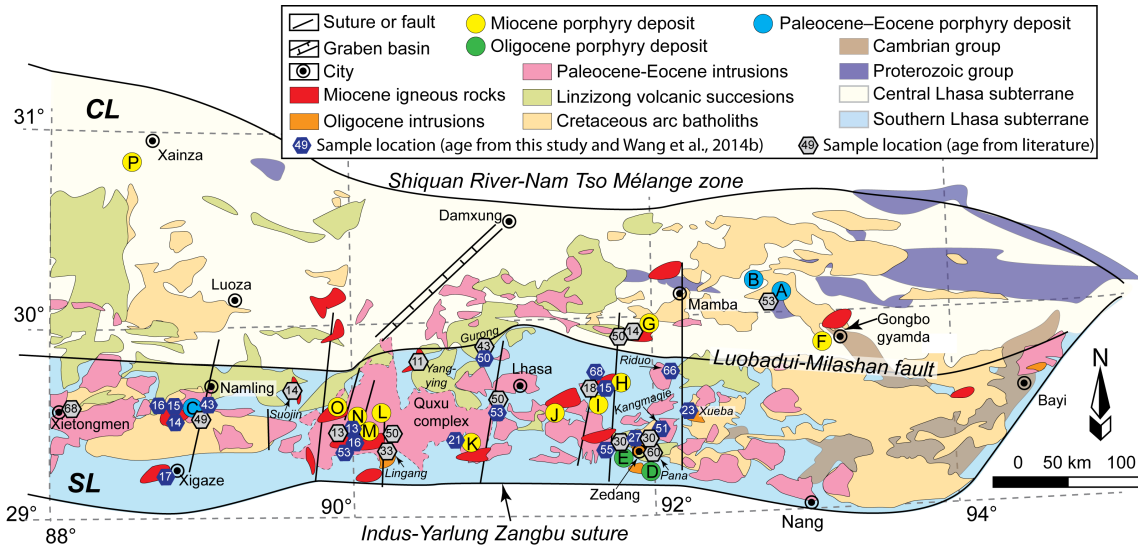 Suture or fault
Graben basin
City
Miocene igneous rocks
Oligocene intrusions
Miocene porphyry deposit
Oligocene porphyry deposit
Paleocene-Eocene intrusions
Linzizong volcanic succesions
Cretaceous arc batholiths
Paleocene–Eocene porphyry deposit
Cambrian group
Proterozoic group
Central Lhasa subterrane
Southern Lhasa subterrane
49 Sample location (age from this study and Wang et al., 2014b)
49 Sample location (age from literature)
31°
CL
P
Xainza
Shiquan River-Nam Tso Mélange zone
Damxung
Luoza
B
A
53
Mamba
30°
G
50
14
F
Gongbo
gyamda
Gurong
43
50
11
Yang-
ying
Luobadui-Milashan fault
N
Riduo
66
Namling
14
Suojin
Lhasa
68
18
15
H
Kangmaqie
Bayi
68
Xietongmen
16
15
C
43
14
49
O
N
L
Quxu
complex
50
53
J
I
23
Xueba
13
13
M
50
16
53
33
Lingang
21
K
30
27
30
51
55
E
60
D
Pana
Zedang
17
Xigaze
SL
0 50 km 100
Nang
29°
88°
90°
92°
94°
Indus-Yarlung Zangbu suture